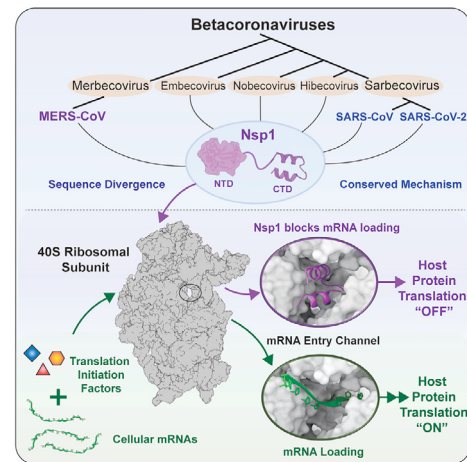 Betacoronaviruses
Merbecovirus
Embecovirus
Nobecovirus
Hibecovirus
Sarbecovirus
MERS-CoV
SARS-CoV
SARS-CoV-2
Nsp1
NTD
CTD
Sequence Divergence
Conserved Mechanism
40S Ribosomal
Subunit
Nsp1 blocks mRNA loading
Host
Protein
Translation
“OFF”
mRNA Entry Channel
Translation
Initiation
Factors
Cellular mRNAs
mRNA Loading
Host
Protein
Translation
“ON”